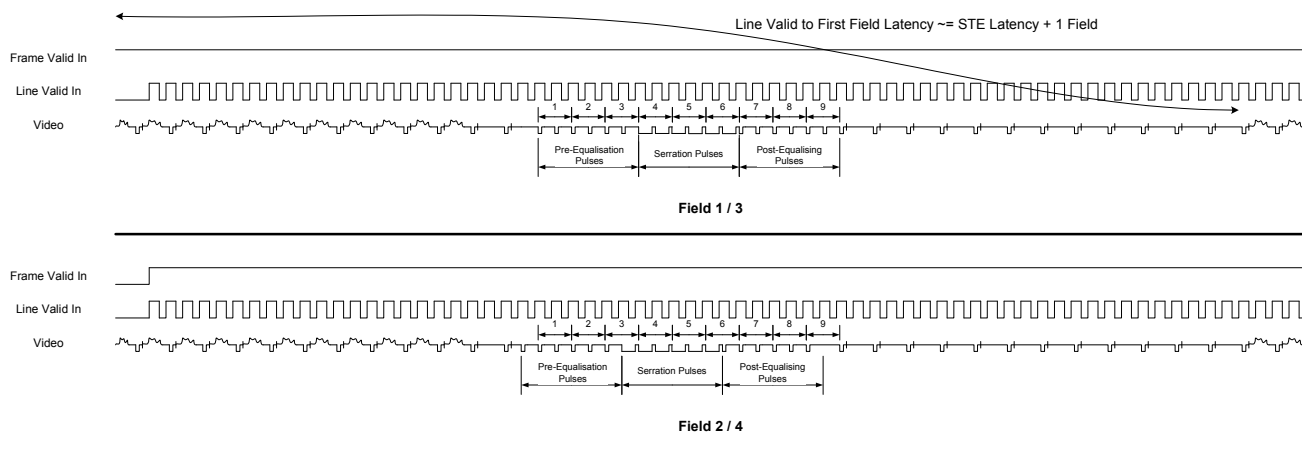 Line Valid to First Field Latency ~= STE Latency + 1 Field
Frame Valid In
Line Valid In
1 2 3 4 5 6 7 8 9
Video
Pre-Equalisation
Pulses
Serration Pulses
Post-Equalising
Pulses
Field 1 / 3
Frame Valid In
Line Valid In
1 2 3 4 5 6 7 8 9
Video
Pre-Equalisation
Pulses
Serration Pulses
Post-Equalising
Pulses
Field 2 / 4